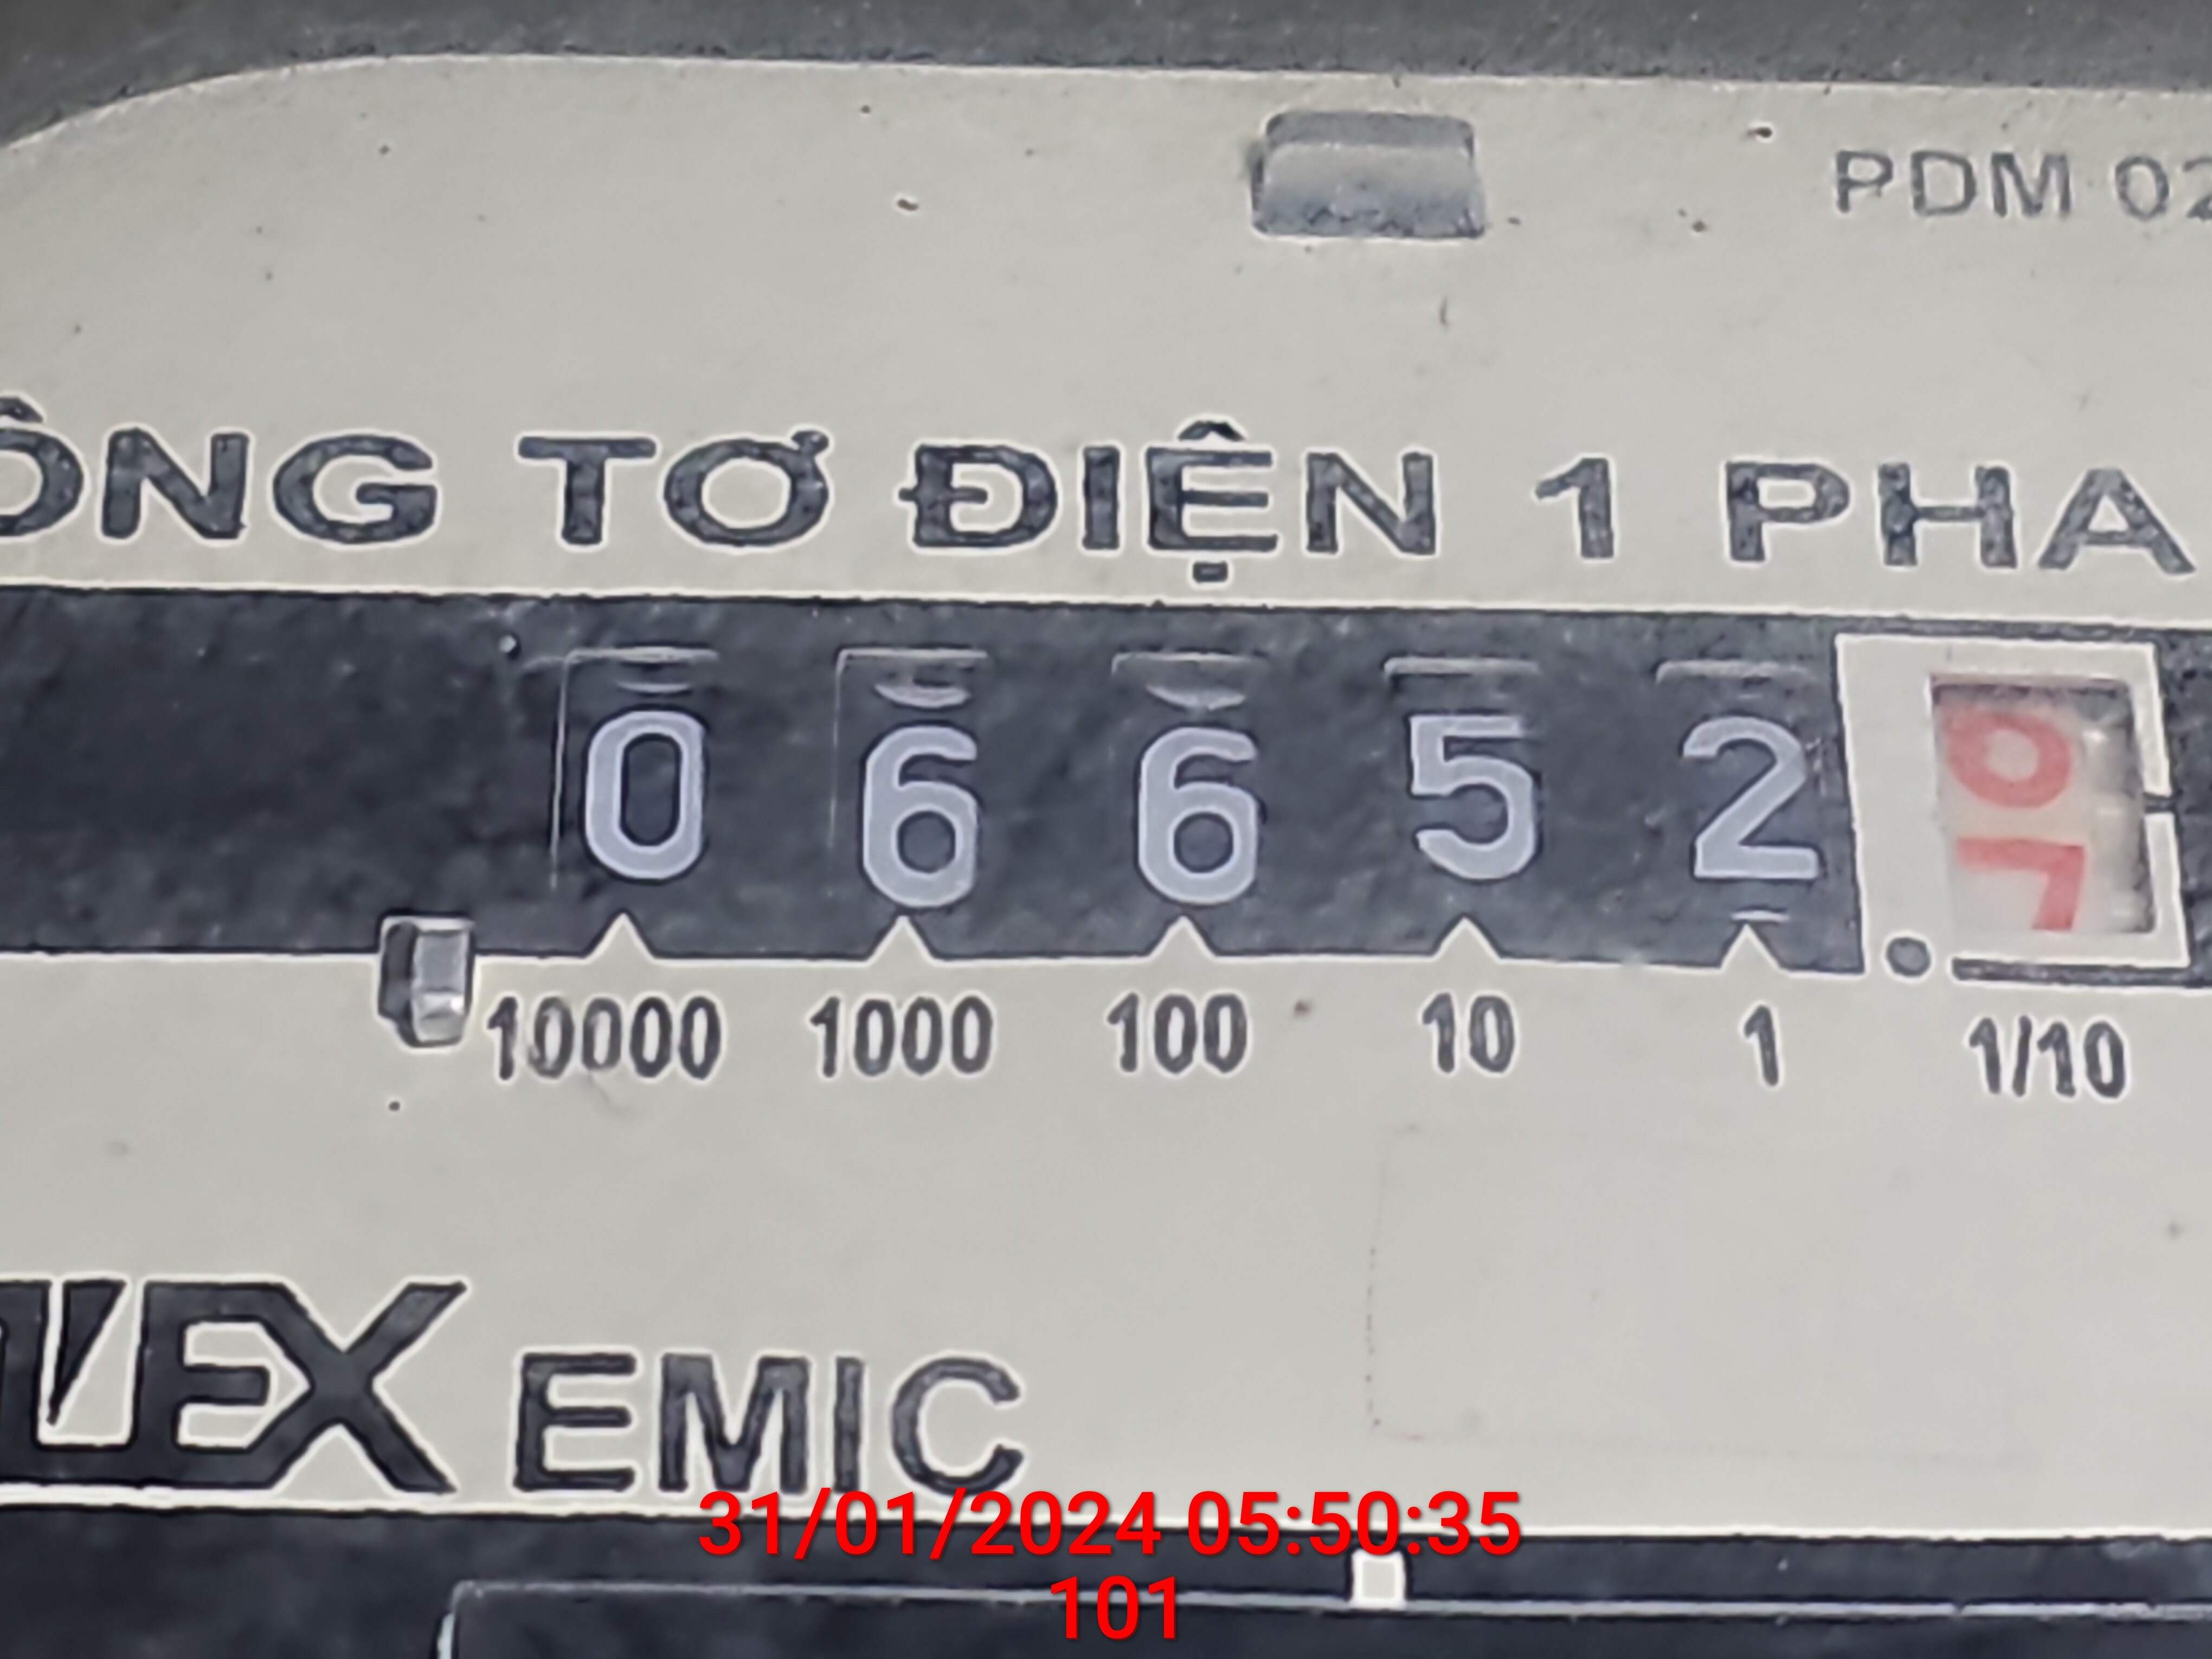 PDM 02
ÔNG TƠ ĐIỆN 1 PHA
0 6 6 5 2
10000 1000 100 10 1 1/10
EX EMIC
31/01/2024 05:50:35
101